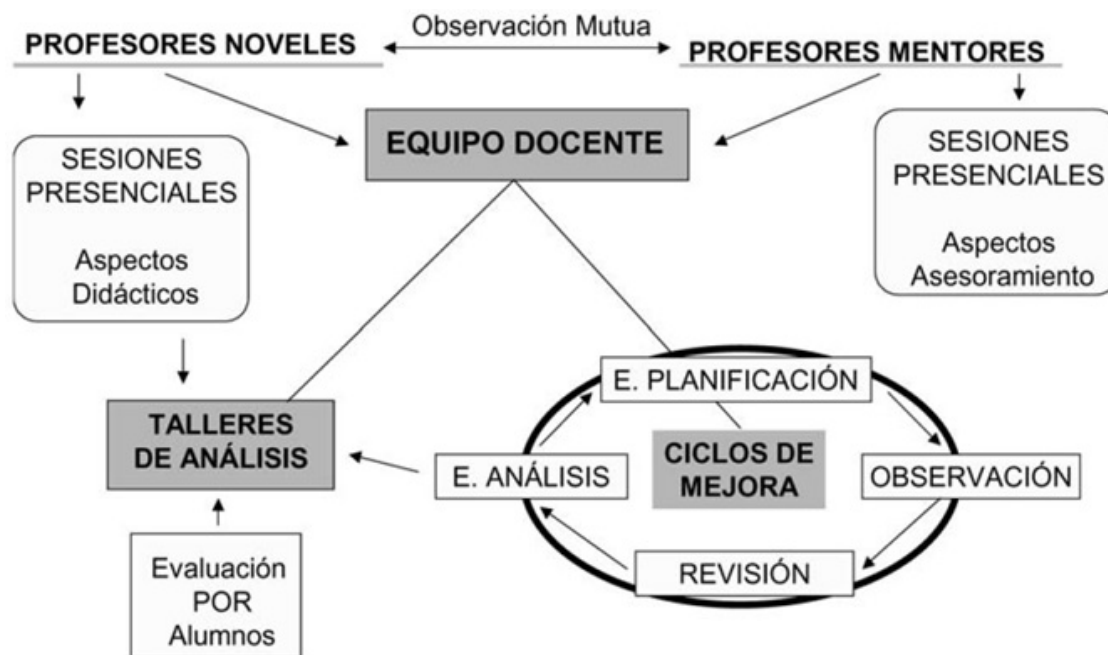 Observación Mutua
PROFESORES NOVELES
PROFESORES MENTORES
EQUIPO DOCENTE
SESIONES
PRESENCIALES
Aspectos
Didácticos
SESIONES
PRESENCIALES
Aspectos
Asesoramiento
TALLERES
DE ANÁLISIS
E. PLANIFICACIÓN
E. ANÁLISIS
CICLOS DE
MEJORA
OBSERVACIÓN
REVISIÓN
Evaluación
POR
Alumnos